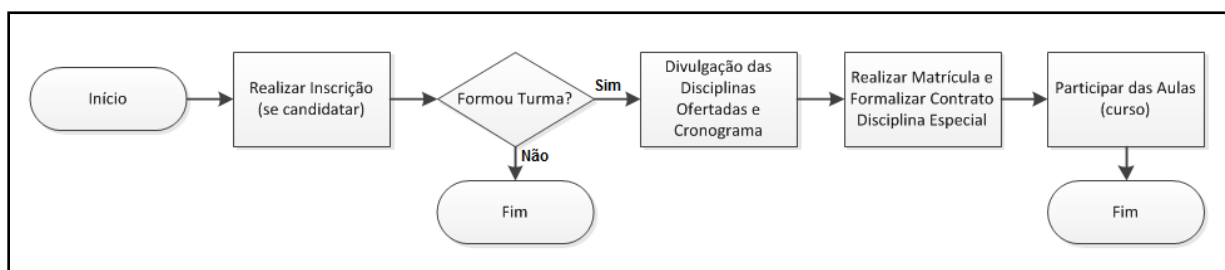 Início
Realizar Inscrição
(se candidatar)
Formou Turma?
Sim
Não
Fim
Divulgação das
Disciplinas
Ofertadas e
Cronograma
Realizar Matrícula e
Formalizar Contrato
Disciplina Especial
Participar das Aulas
(curso)
Fim